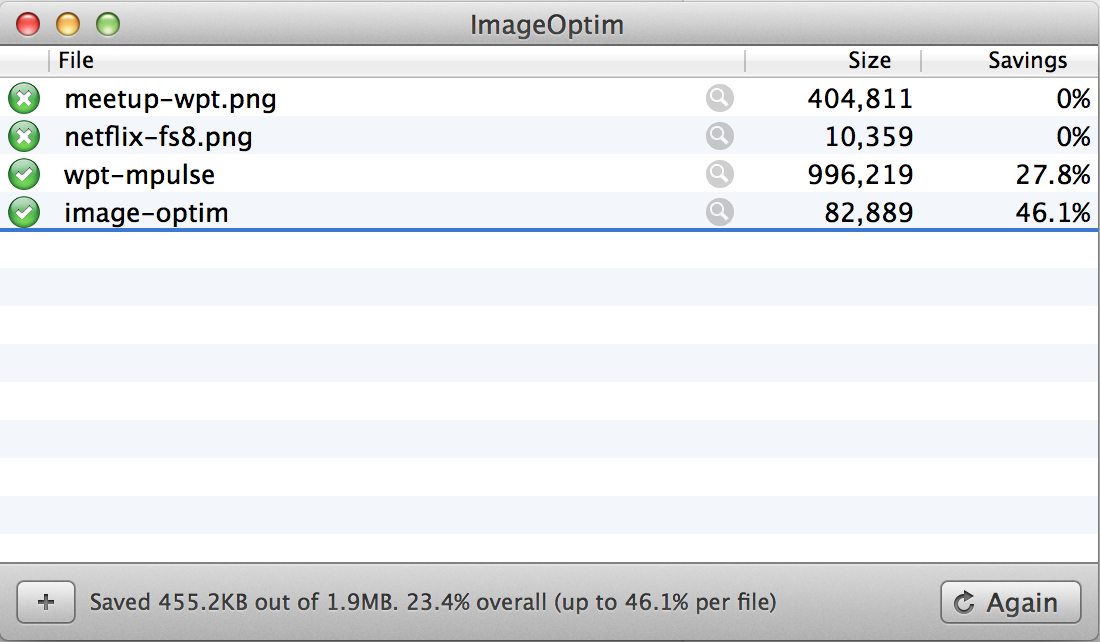 ImageOptim
File Size Savings
meetup-wpt.png 404,811 0%
netflix-fs8.png 10,359 0%
wpt-mpulse 996,219 27.8%
image-optim 82,889 46.1%
+ Saved 455.2KB out of 1.9MB. 23.4% overall (up to 46.1% per file) Again